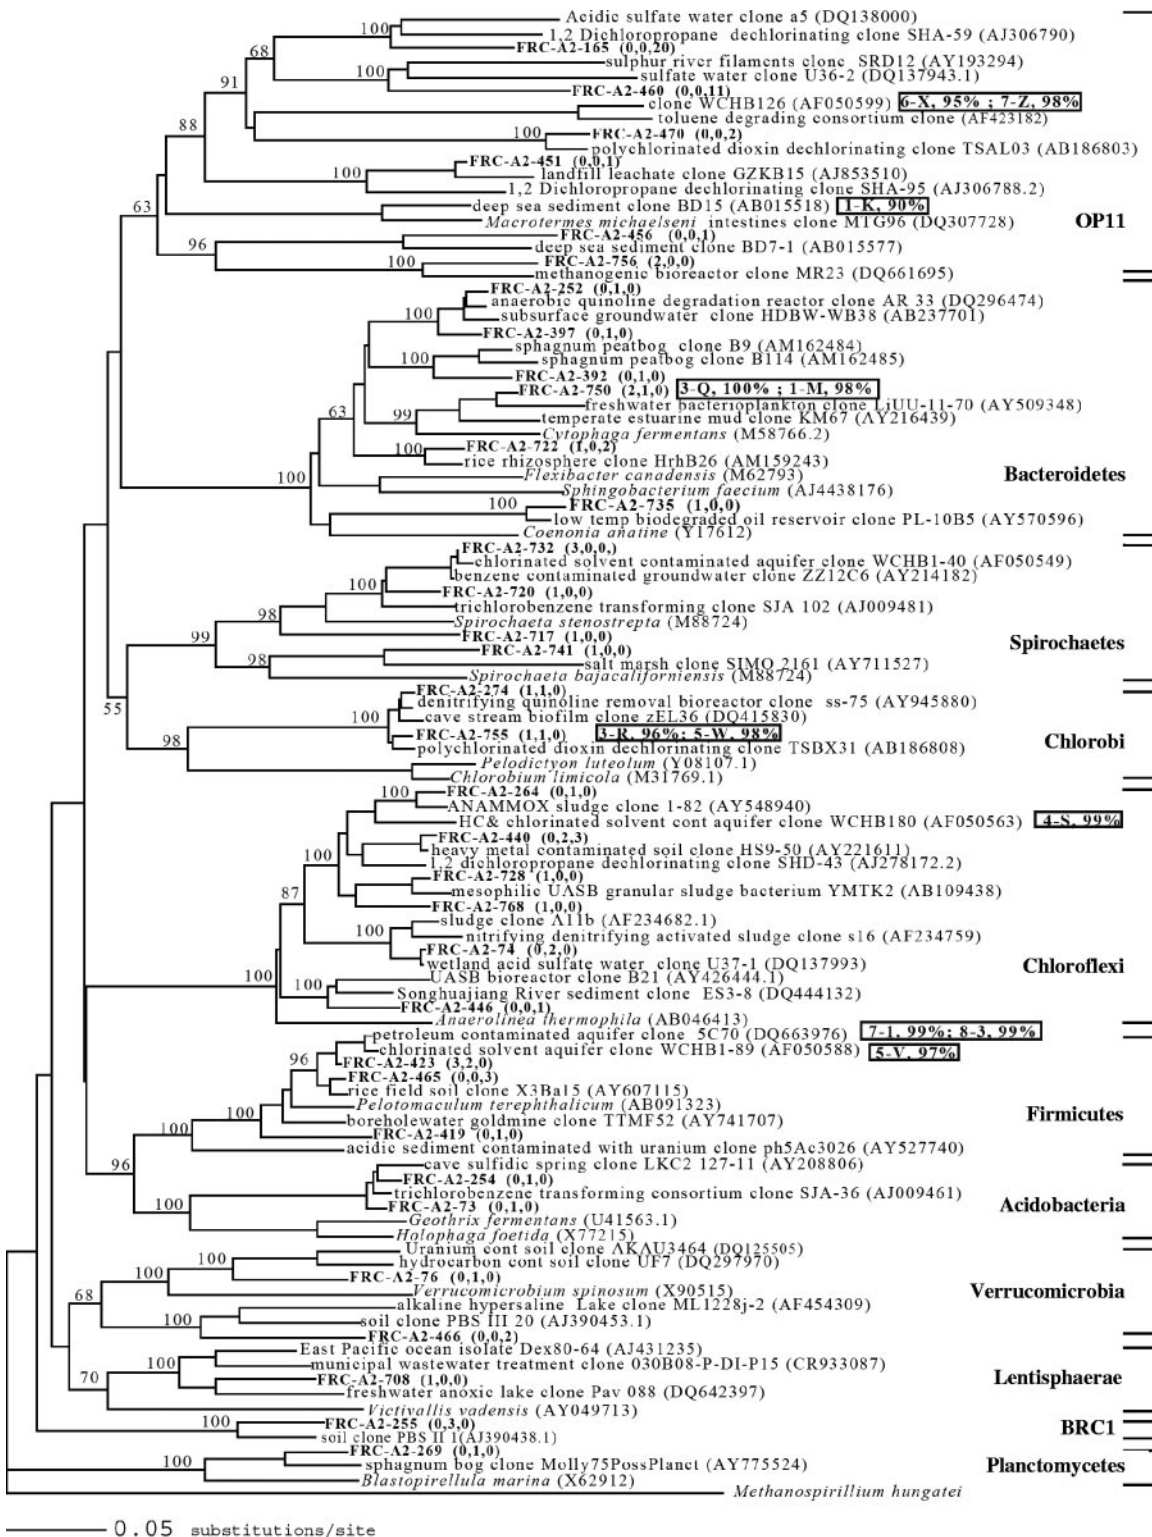 Acidic sulfate water clone a5 (DQ138000)
1,2 Dichloropropane dechlorinating clone SHA-59 (AJ306790)
100
FRC-A2-165 (0,0,20)
68
sulphur river filaments clone SRD12 (AY193294)
100
sulfate water clone U36-2 (DQ137943.1)
91
FRC-A2-460 (0,0,11)
clone WCHB126 (AF050599) 6-X, 95% ; 7-Z, 98%
toluene degrading consortium clone (AF423182)
88
100
FRC-A2-470 (0,0,2)
polychlorinated dioxin dechlorinating clone TSAL03 (AB186803)
FRC-A2-451 (0,0,1)
100
landfill leachate clone GZKB15 (AJ853510)
1,2 Dichloropropane dechlorinating clone SHA-95 (AJ306788.2)
63
deep sea sediment clone BD15 (AB015518) 1-K, 90%
Macrotermes michaelseni intestines clone MTG96 (DQ307728)
OP11
FRC-A2-456 (0,0,1)
96
deep sea sediment clone BD7-1 (AB015577)
100
FRC-A2-756 (2,0,0)
methanogenic bioreactor clone MR23 (DQ661695)
FRC-A2-252 (0,1,0)
anaerobic quinoline degradation reactor clone AR 33 (DQ296474)
100
subsurface groundwater clone HDBW-WB38 (AB237701)
FRC-A2-397 (0,1,0)
sphagnum peatbog clone B9 (AM162484)
100
sphagnum peatbog clone B114 (AM162485)
FRC-A2-392 (0,1,0)
FRC-A2-750 (2,1,0) 3-Q, 100% ; 1-M, 98%
freshwater bacterioplankton clone LiUU-11-70 (AY509348)
63
99
temperate estuarine mud clone KM67 (AY216439)
Cytophaga fermentans (M58766.2)
FRC-A2-722 (1,0,2)
100
rice rhizosphere clone HrhB26 (AM159243)
100
Flexibacter canadensis (M62793)
Bacteroidetes
Sphingobacterium faecium (AJ4438176)
100
FRC-A2-735 (1,0,0)
low temp biodegraded oil reservoir clone PL-10B5 (AY570596)
Coenonia anatine (Y17612)
FRC-A2-732 (3,0,0,)
chlorinated solvent contaminated aquifer clone WCHB1-40 (AF050549)
benzene contaminated groundwater clone ZZ12C6 (AY214182)
100
FRC-A2-720 (1,0,0)
trichlorobenzene transforming clone SJA 102 (AJ009481)
98
Spirochaeta stenostrepta (M88724)
99
FRC-A2-717 (1,0,0)
Spirochaetes
FRC-A2-741 (1,0,0)
98
salt marsh clone SIMO 2161 (AY711527)
Spirochaeta bajacaliforniensis (M88724)
FRC-A2-274 (1,1,0)
denitrifying quinoline removal bioreactor clone ss-75 (AY945880)
55
100
cave stream biofilm clone zEL36 (DQ415830)
FRC-A2-755 (1,1,0) 3-R, 96%; 5-W, 98%
98
polychlorinated dioxin dechlorinating clone TSBX31 (AB186808)
Chlorobi
Pelodictyon luteolum (Y08107.1)
Chlorobium limicola (M31769.1)
100
FRC-A2-264 (0,1,0)
ANAMMOX sludge clone 1-82 (AY548940)
HC& chlorinated solvent cont aquifer clone WCHB180 (AF050563) 4-S, 99%
FRC-A2-440 (0,2,3)
100
heavy metal contaminated soil clone HS9-50 (AY221611)
1,2 dichloropropane dechlorinating clone SHD-43 (AJ278172.2)
FRC-A2-728 (1,0,0)
87
mesophilic UASB granular sludge bacterium YMTK2 (AB109438)
FRC-A2-768 (1,0,0)
sludge clone A11b (AF234682.1)
100
nitrifying denitrifying activated sludge clone s16 (AF234759)
FRC-A2-74 (0,2,0)
wetland acid sulfate water clone U37-1 (DQ137993)
Chloroflexi
100
UASB bioreactor clone B21 (AY426444.1)
100
Songhuajiang River sediment clone ES3-8 (DQ444132)
FRC-A2-446 (0,0,1)
Anaerolinea thermophila (AB046413)
petroleum contaminated aquifer clone 5C70 (DQ663976) 7-1, 99%; 8-3, 99%
chlorinated solvent aquifer clone WCHB1-89 (AF050588) 5-V, 97%
96
FRC-A2-423 (3,2,0)
FRC-A2-465 (0,0,3)
rice field soil clone X3Ba15 (AY607115)
100
Pelotomaculum terephthalicum (AB091323)
Firmicutes
boreholewater goldmine clone TTMF52 (AY741707)
100
FRC-A2-419 (0,1,0)
acidic sediment contaminated with uranium clone ph5Ac3026 (AY527740)
96
cave sulfidic spring clone LKC2 127-11 (AY208806)
FRC-A2-254 (0,1,0)
trichlorobenzene transforming consortium clone SJA-36 (AJ009461)
100
FRC-A2-73 (0,1,0)
Acidobacteria
Geothrix fermentans (U41563.1)
Holophaga foetida (X77215)
Uranium cont soil clone AKAU3464 (DQ125505)
100
hydrocarbon cont soil clone UF7 (DQ297970)
100
FRC-A2-76 (0,1,0)
Verrucomicrobium spinosum (X90515)
Verrucomicrobia
68
alkaline hypersaline Lake clone ML1228j-2 (AF454309)
100
soil clone PBS III 20 (AJ390453.1)
FRC-A2-466 (0,0,2)
East Pacific ocean isolate Dex80-64 (AJ431235)
100
municipal wastewater treatment clone 030B08-P-DI-P15 (CR933087)
70
FRC-A2-708 (1,0,0)
Lentisphaerae
freshwater anoxic lake clone Pav 088 (DQ642397)
Victivallis vadensis (AY049713)
100
FRC-A2-255 (0,3,0)
BRC1
soil clone PBS II 1(AJ390438.1)
FRC-A2-269 (0,1,0)
100
sphagnum bog clone Molly75PossPlanct (AY775524)
Planctomycetes
Blastopirellula marina (X62912)
Methanospirillium hungatei
0.05 substitutions/site